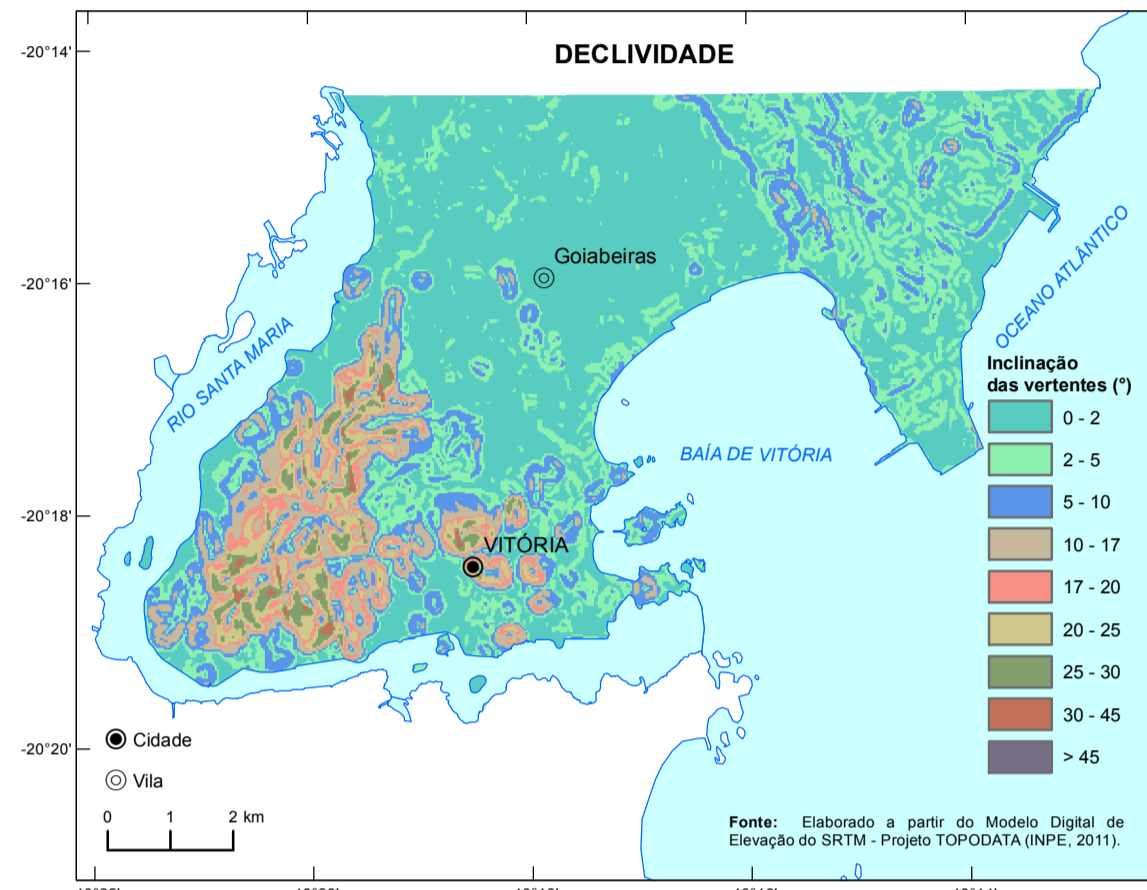 DECLIVIDADE
-20°14'
-20°16'
-20°18'
-20°20'
Goiabeiras
VITÓRIA
RIO SANTA MARIA
BAÍA DE VITÓRIA
OCEANO ATLÂNTICO
Inclinação
das vertentes (°)
0 - 2
2 - 5
5 - 10
10 - 17
17 - 20
20 - 25
25 - 30
30 - 45
> 45
Cidade
Vila
0 1 2 km
Fonte: Elaborado a partir do Modelo Digital de
Elevação do SRTM - Projeto TOPODATA (INPE, 2011).